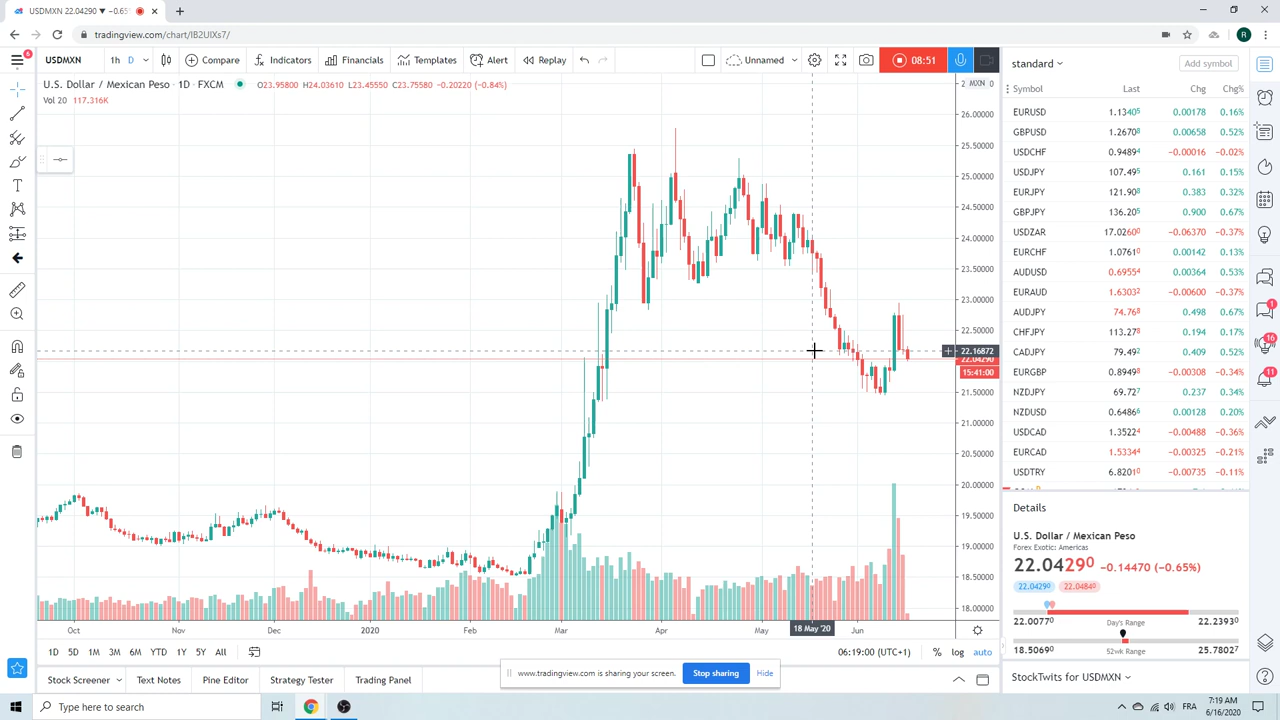 USDMXN 22.04290 ▼ −0.65%
tradingview.com/chart/IB2UIXs7/
R
6
USDMXN 1h D Compare Indicators Financials Templates Alert Replay Unnamed 08:51
standard Add symbol
U.S. Dollar / Mexican Peso · 1D · FXCM H24.03610 L23.45550 C23.75580 −0.20220 (−0.84%)
Vol 20 117.316K
MXN
26.00000
25.50000
25.00000
24.50000
24.00000
23.50000
23.00000
22.50000
22.16872
22.04290
15:41:00
21.50000
21.00000
20.50000
20.00000
19.50000
19.00000
18.50000
18.00000
Oct Nov Dec 2020 Feb Mar Apr May 18 May '20 Jun
1D 5D 1M 3M 6M YTD 1Y 5Y All
06:19:00 (UTC+1) % log auto
Stock Screener Text Notes Pine Editor Strategy Tester Trading Panel
www.tradingview.com is sharing your screen. Stop sharing Hide
Symbol Last Chg Chg%
EURUSD 1.13405 0.00178 0.16%
GBPUSD 1.26708 0.00658 0.52%
USDCHF 0.94894 −0.00016 −0.02%
USDJPY 107.495 0.161 0.15%
EURJPY 121.908 0.383 0.32%
GBPJPY 136.205 0.900 0.67%
USDZAR 17.02600 −0.06370 −0.37%
EURCHF 1.07610 0.00142 0.13%
AUDUSD 0.69554 0.00364 0.53%
EURAUD 1.63032 −0.00600 −0.37%
AUDJPY 74.768 0.498 0.67%
CHFJPY 113.278 0.194 0.17%
CADJPY 79.492 0.409 0.52%
EURGBP 0.89498 −0.00308 −0.34%
NZDJPY 69.727 0.237 0.34%
NZDUSD 0.64866 0.00128 0.20%
USDCAD 1.35224 −0.00488 −0.36%
EURCAD 1.53344 −0.00325 −0.21%
USDTRY 6.82010 −0.00735 −0.11%
Details
U.S. Dollar / Mexican Peso
Forex Exotic: Americas
22.04290 −0.14470 (−0.65%)
22.04290 22.04840
22.00770 Day's Range 22.23930
18.50690 52wk Range 25.78027
StockTwits for USDMXN
1
11
Type here to search
FRA
7:19 AM
6/16/2020